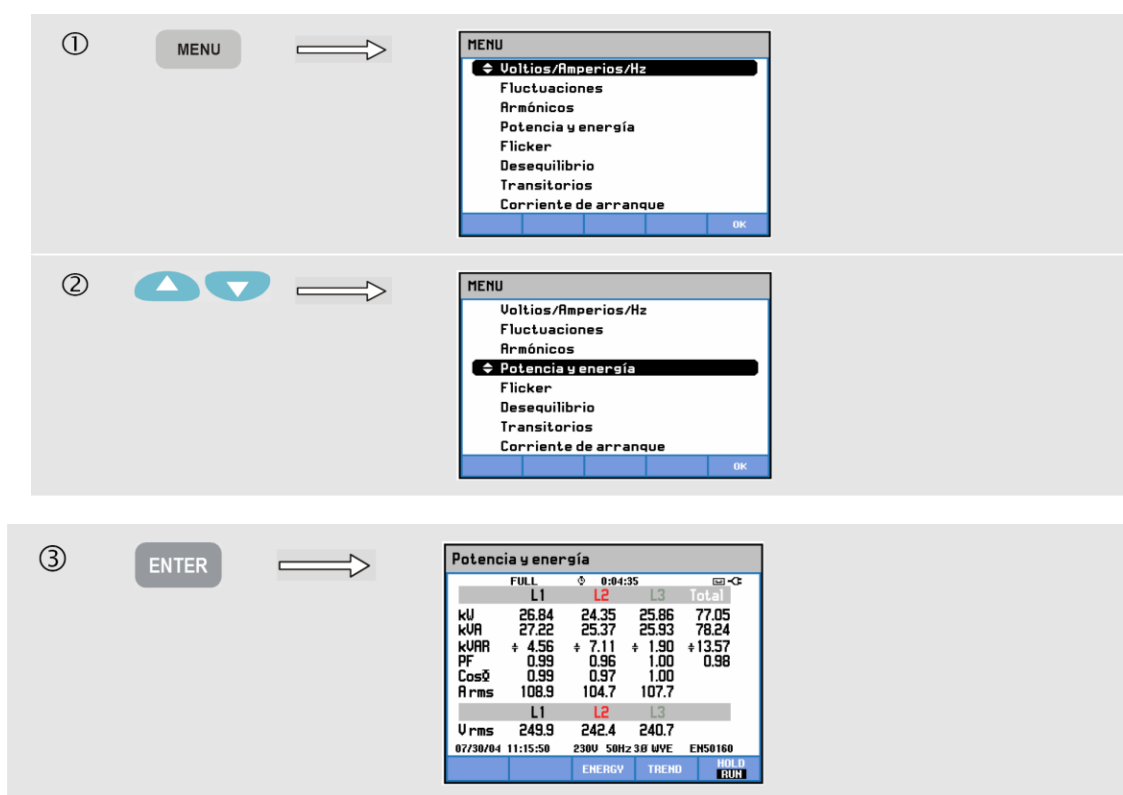 ①
MENU
MENU
Voltios/Amperios/Hz
Fluctuaciones
Armónicos
Potencia y energía
Flicker
Desequilibrio
Transitorios
Corriente de arranque
OK
②
MENU
Voltios/Amperios/Hz
Fluctuaciones
Armónicos
Potencia y energía
Flicker
Desequilibrio
Transitorios
Corriente de arranque
OK
③
ENTER
Potencia y energía
FULL 0:04:35
L1 L2 L3 Total
kW 26.84 24.35 25.86 77.05
kVA 27.22 25.37 25.93 78.24
kVAR 4.56 7.11 1.90 13.57
PF 0.99 0.96 1.00 0.98
CosΦ 0.99 0.97 1.00
A rms 108.9 104.7 107.7
L1 L2 L3
V rms 249.9 242.4 240.7
07/30/04 11:15:50 230V 50Hz 3Ø WYE EN50160
ENERGY TREND HOLD
RUN